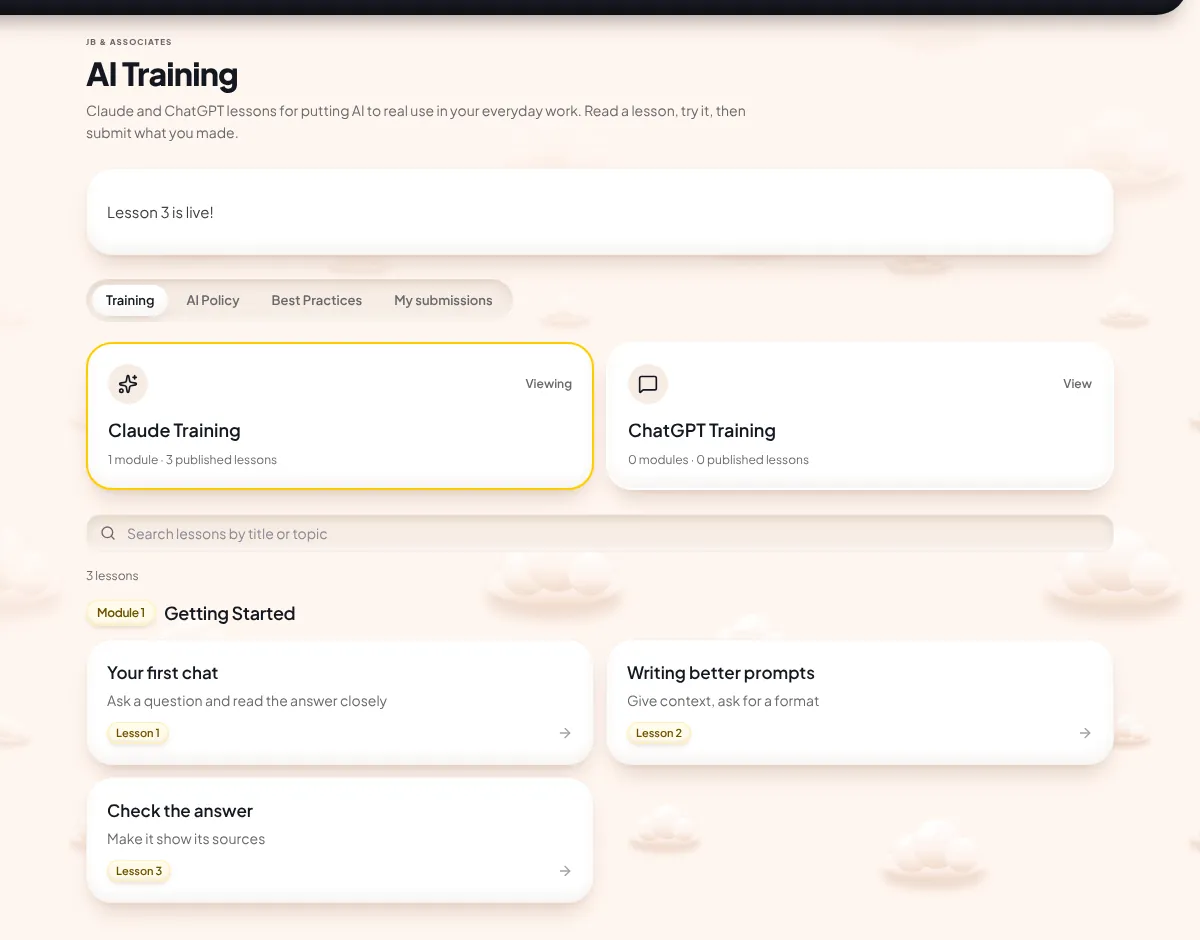 JB & ASSOCIATES
AI Training
Claude and ChatGPT lessons for putting AI to real use in your everyday work. Read a lesson, try it, then
submit what you made.
Lesson 3 is live!
Training
AI Policy
Best Practices
My submissions
Viewing
Claude Training
1 module · 3 published lessons
View
ChatGPT Training
0 modules · 0 published lessons
Search lessons by title or topic
3 lessons
Module 1
Getting Started
Your first chat
Ask a question and read the answer closely
Lesson 1
Writing better prompts
Give context, ask for a format
Lesson 2
Check the answer
Make it show its sources
Lesson 3